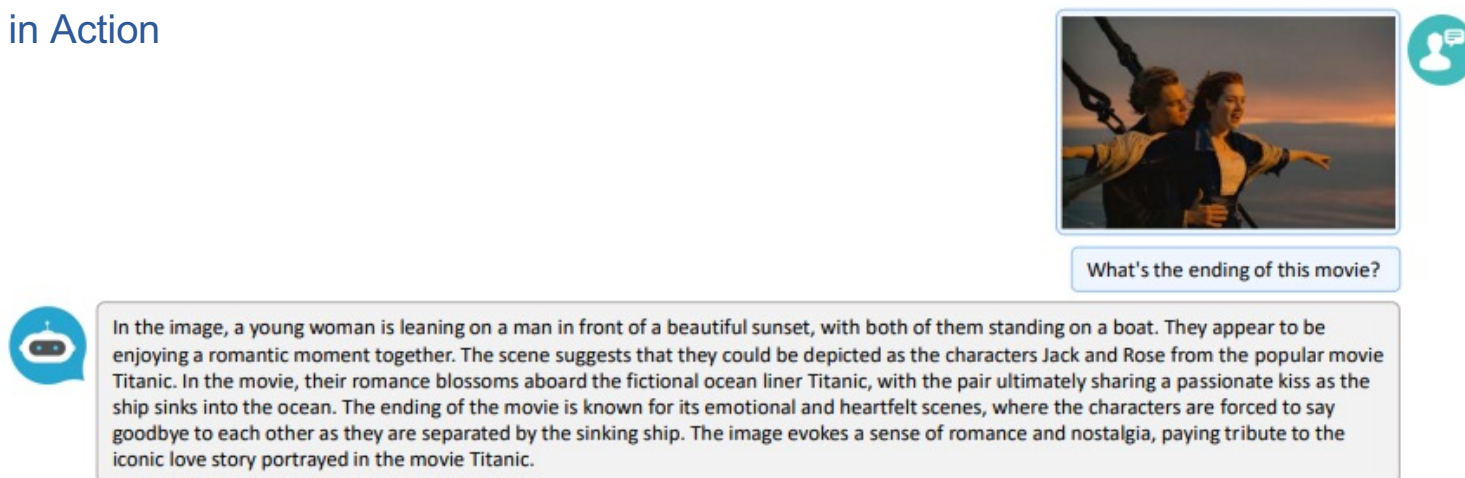 in Action
What's the ending of this movie?
In the image, a young woman is leaning on a man in front of a beautiful sunset, with both of them standing on a boat. They appear to be
enjoying a romantic moment together. The scene suggests that they could be depicted as the characters Jack and Rose from the popular movie
Titanic. In the movie, their romance blossoms aboard the fictional ocean liner Titanic, with the pair ultimately sharing a passionate kiss as the
ship sinks into the ocean. The ending of the movie is known for its emotional and heartfelt scenes, where the characters are forced to say
goodbye to each other as they are separated by the sinking ship. The image evokes a sense of romance and nostalgia, paying tribute to the
iconic love story portrayed in the movie Titanic.